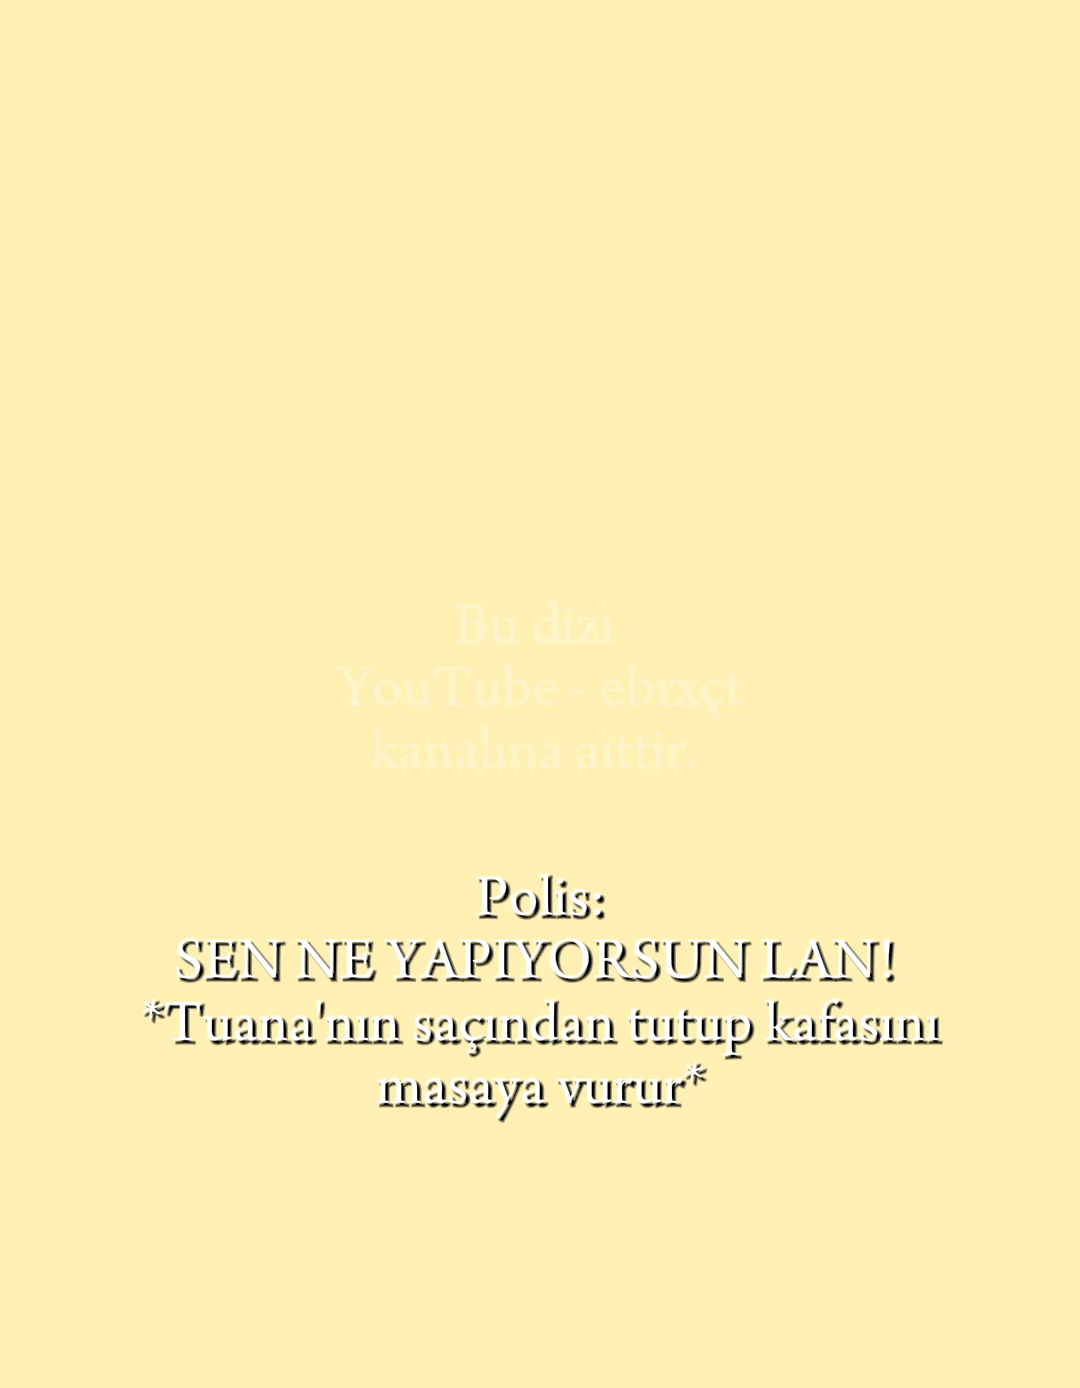 Bu dizi
YouTube - ebrxçt
kanalına aittir.
Polis:
SEN NE YAPIYORSUN LAN!
*Tuana'nın saçından tutup kafasını
masaya vurur*